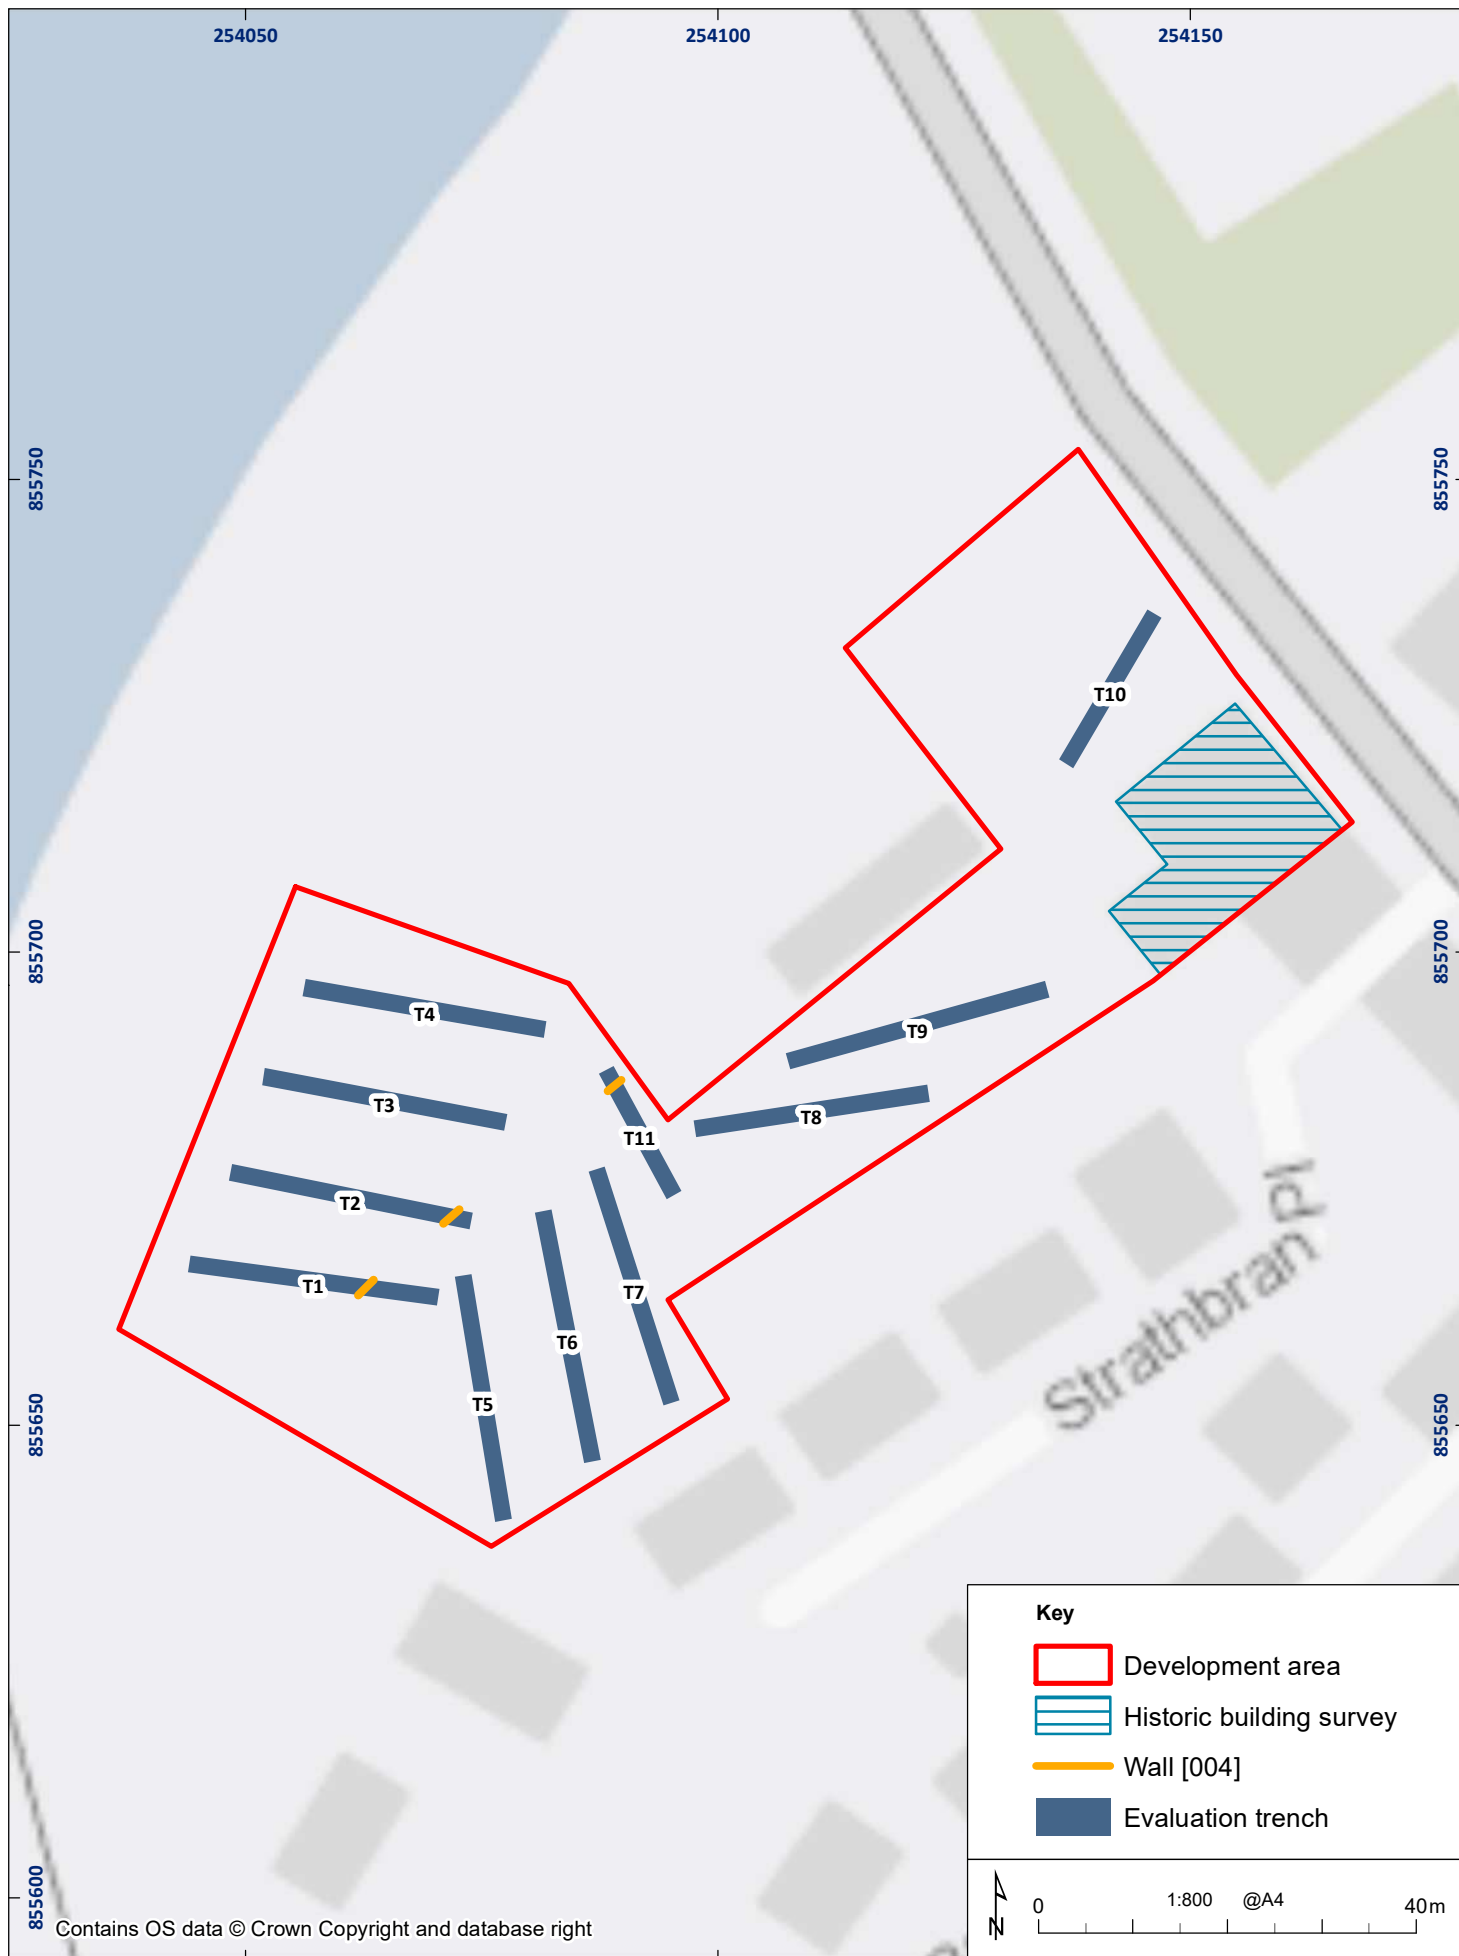 254050
254100
254150
855750
855750
T10
855700
855700
T4
T9
T3
T8
T11
T2
T1
T7
T6
T5
Strathbran Pl
855650
855650
Key
Development area
Historic building survey
Wall [004]
Evaluation trench
855600
Contains OS data © Crown Copyright and database right
N
0
1:800 @A4
40m